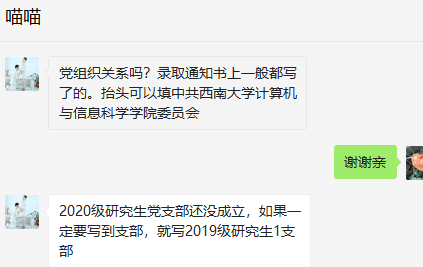 喵喵
党组织关系吗？录取通知书上一般都写
了的。抬头可以填中共西南大学计算机
与信息科学学院委员会
谢谢亲
2020级研究生党支部还没成立，如果一
定要写到支部，就写2019级研究生1支
部